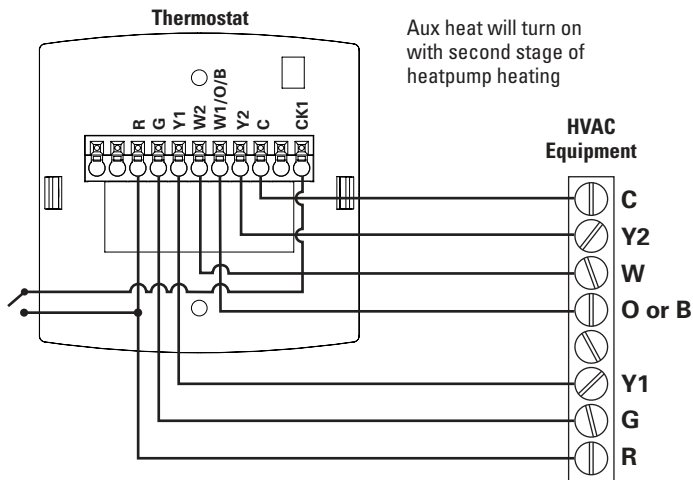 Thermostat
Aux heat will turn on
with second stage of
heatpump heating
R
G
Y1
W2
W1/O/B
Y2
C
CK1
HVAC
Equipment
C
Y2
W
O or B
Y1
G
R